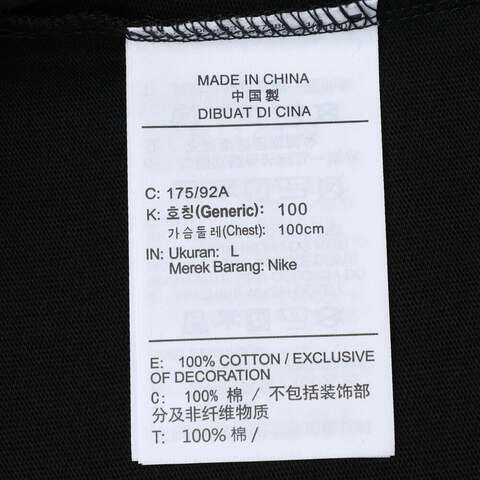 MADE IN CHINA
中国製
DIBUAT DI CINA
C: 175/92A
K: 호칭(Generic): 100
가슴둘레(Chest): 100cm
IN: Ukuran: L
Merek Barang: Nike
E: 100% COTTON / EXCLUSIVE
OF DECORATION
C: 100% 棉 / 不包括装饰部
分及非纤维物质
T: 100% 棉 /